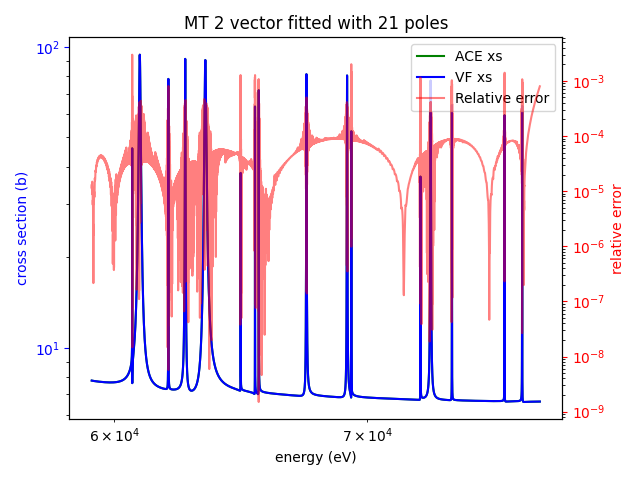 MT 2 vector fitted with 21 poles
ACE xs
VF xs
Relative error
cross section (b)
10²
10¹
relative error
10⁻³
10⁻⁴
10⁻⁵
10⁻⁶
10⁻⁷
10⁻⁸
10⁻⁹
6 × 10⁴
7 × 10⁴
energy (eV)